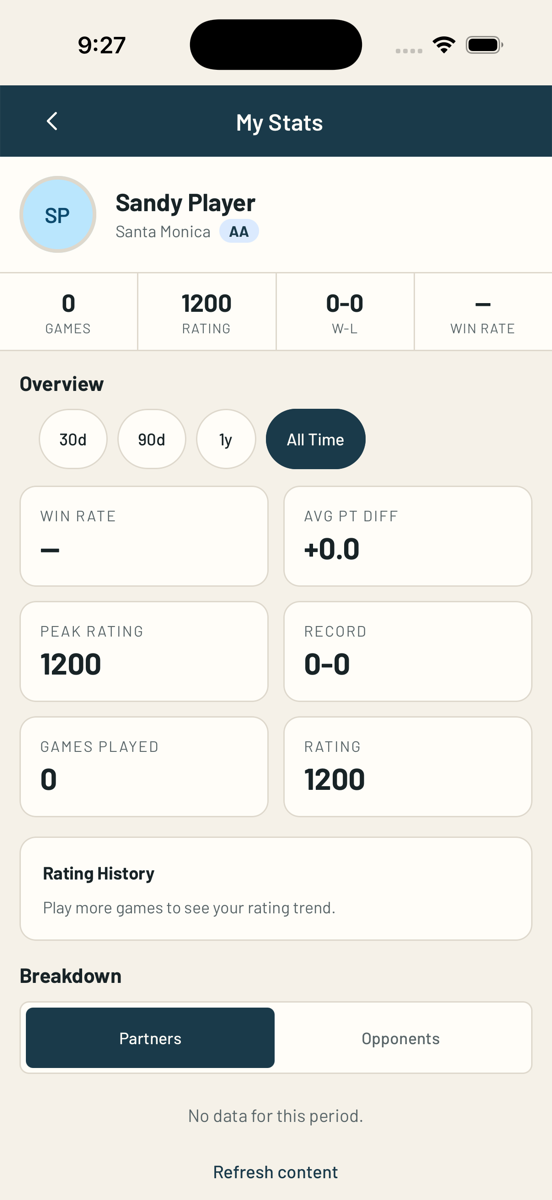 9:27
My Stats
SP
Sandy Player
Santa Monica AA
0 1200 0-0 —
GAMES RATING W-L WIN RATE
Overview
30d 90d 1y All Time
WIN RATE AVG PT DIFF
— +0.0
PEAK RATING RECORD
1200 0-0
GAMES PLAYED RATING
0 1200
Rating History
Play more games to see your rating trend.
Breakdown
Partners Opponents
No data for this period.
Refresh content